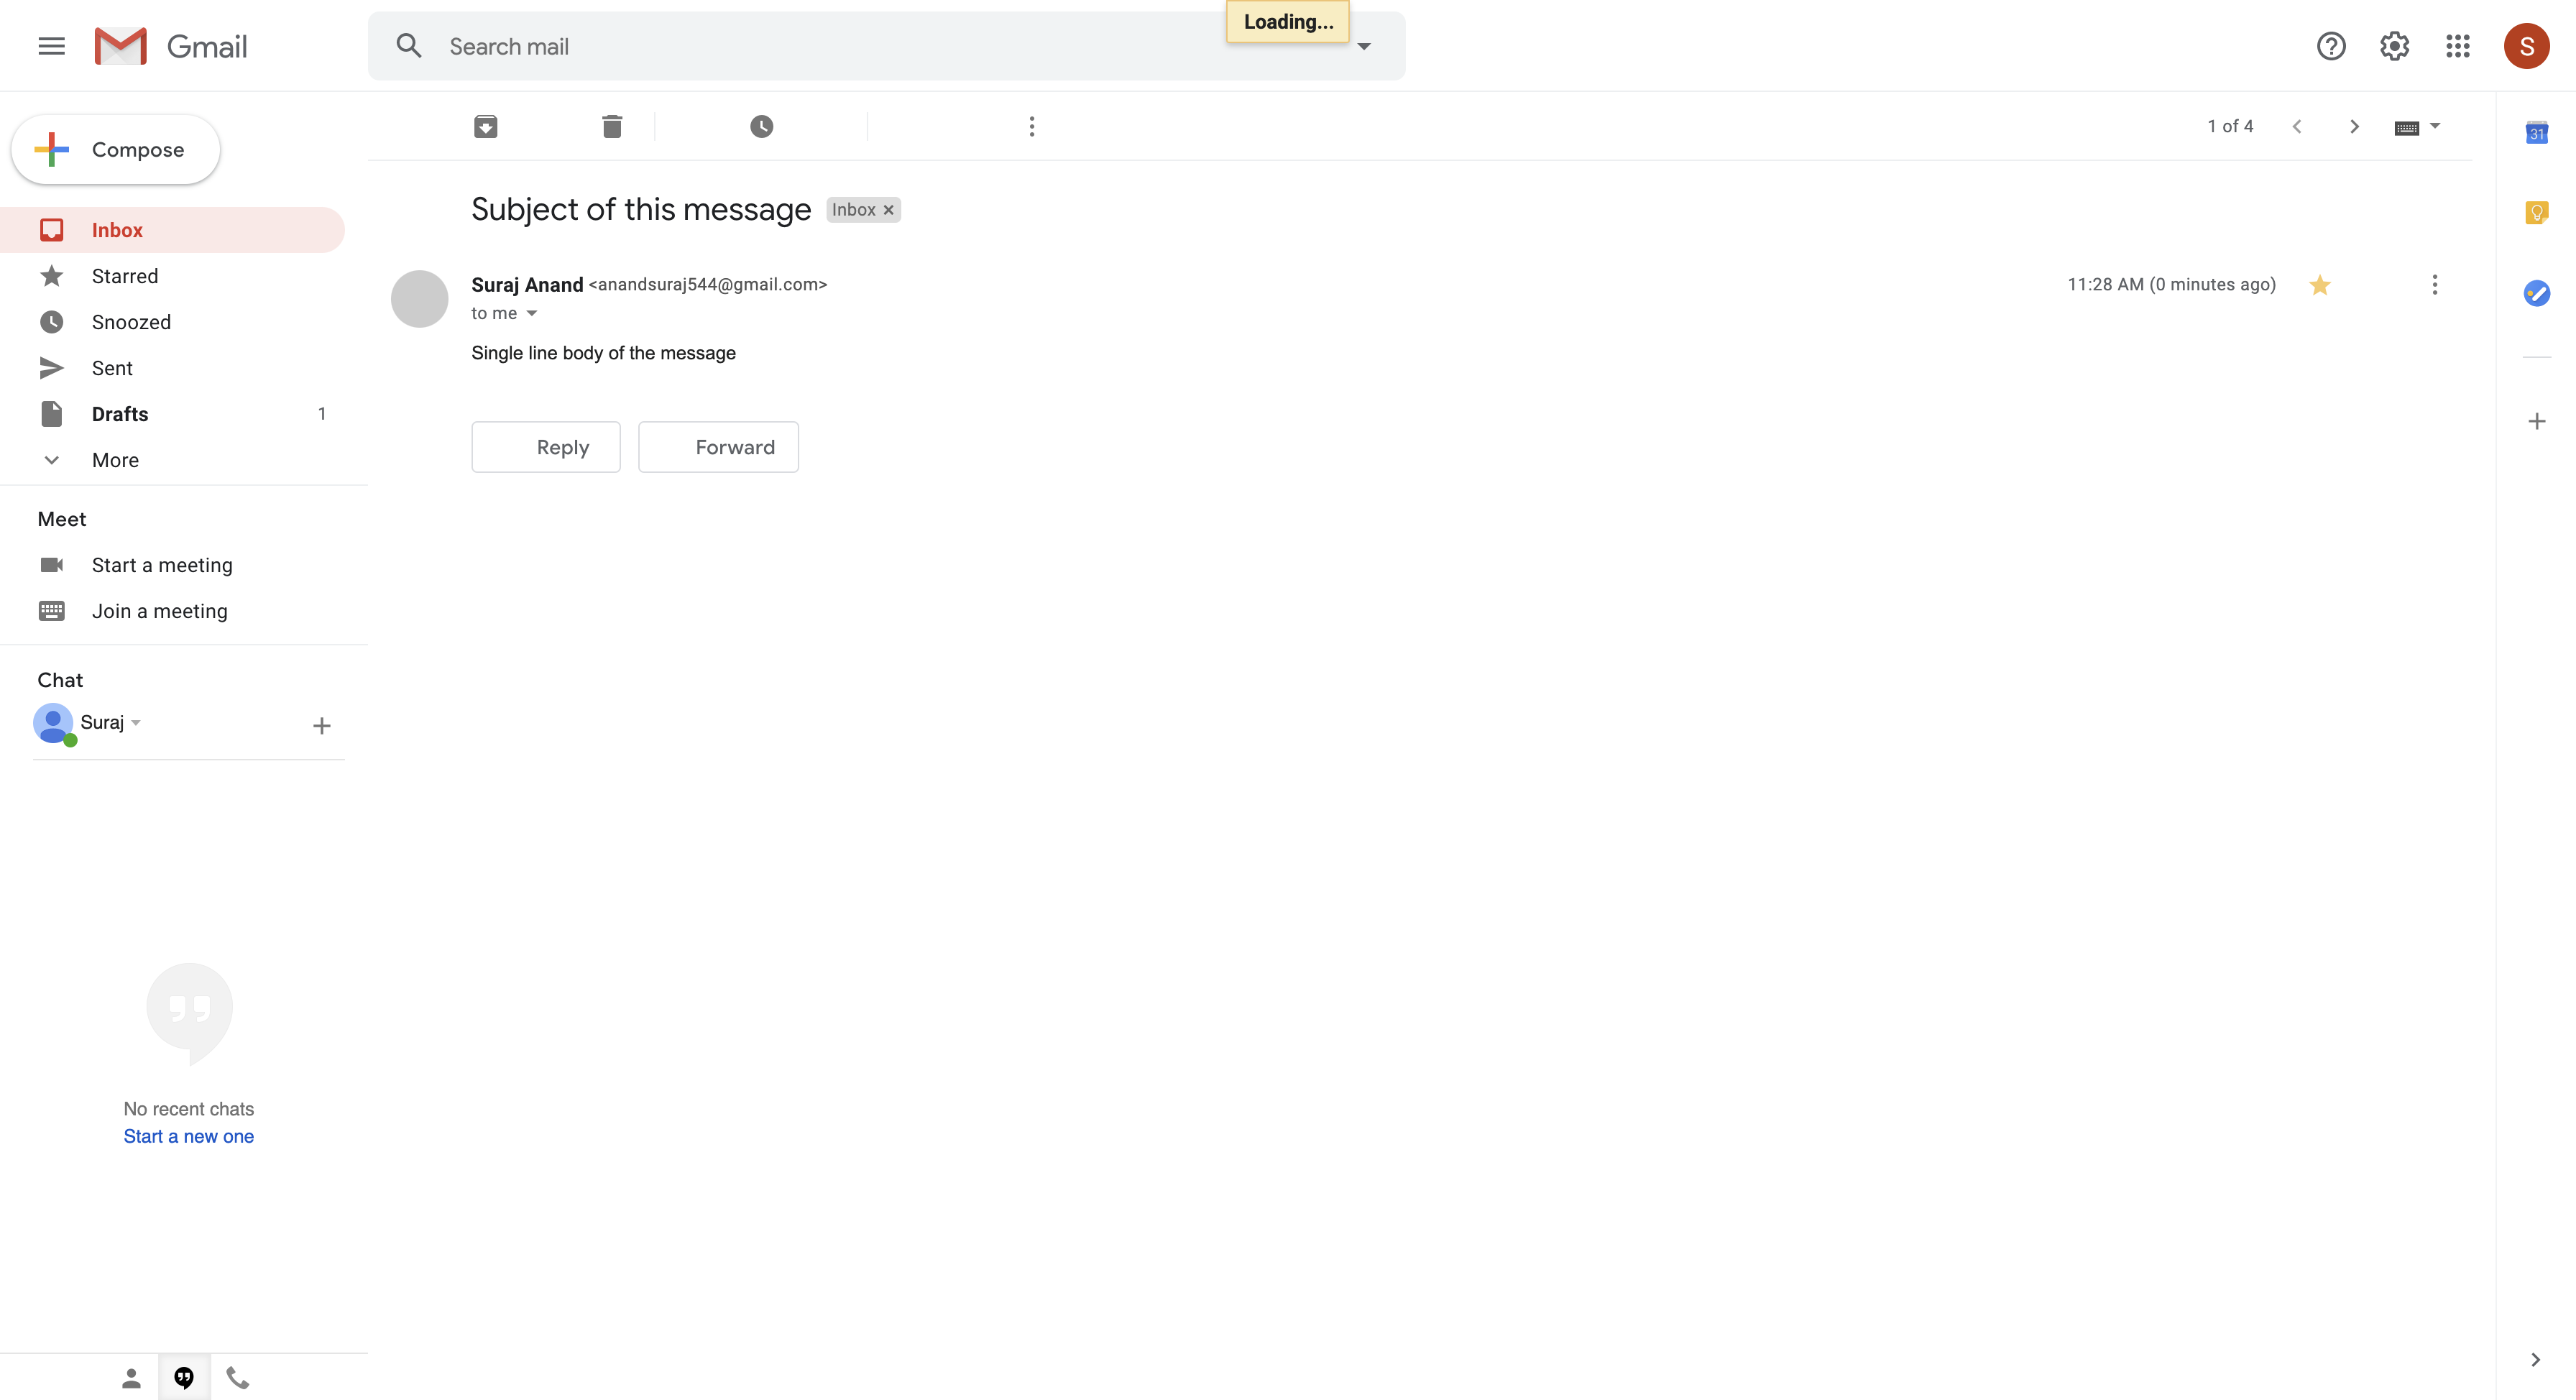 Loading...
Gmail
Search mail
S
Compose
1 of 4
31
Subject of this message Inbox
Inbox
Suraj Anand <anandsuraj544@gmail.com> 11:28 AM (0 minutes ago)
Starred
to me
Snoozed
Single line body of the message
Sent
Drafts 1
Reply Forward
More
Meet
Start a meeting
Join a meeting
Chat
Suraj
No recent chats
Start a new one